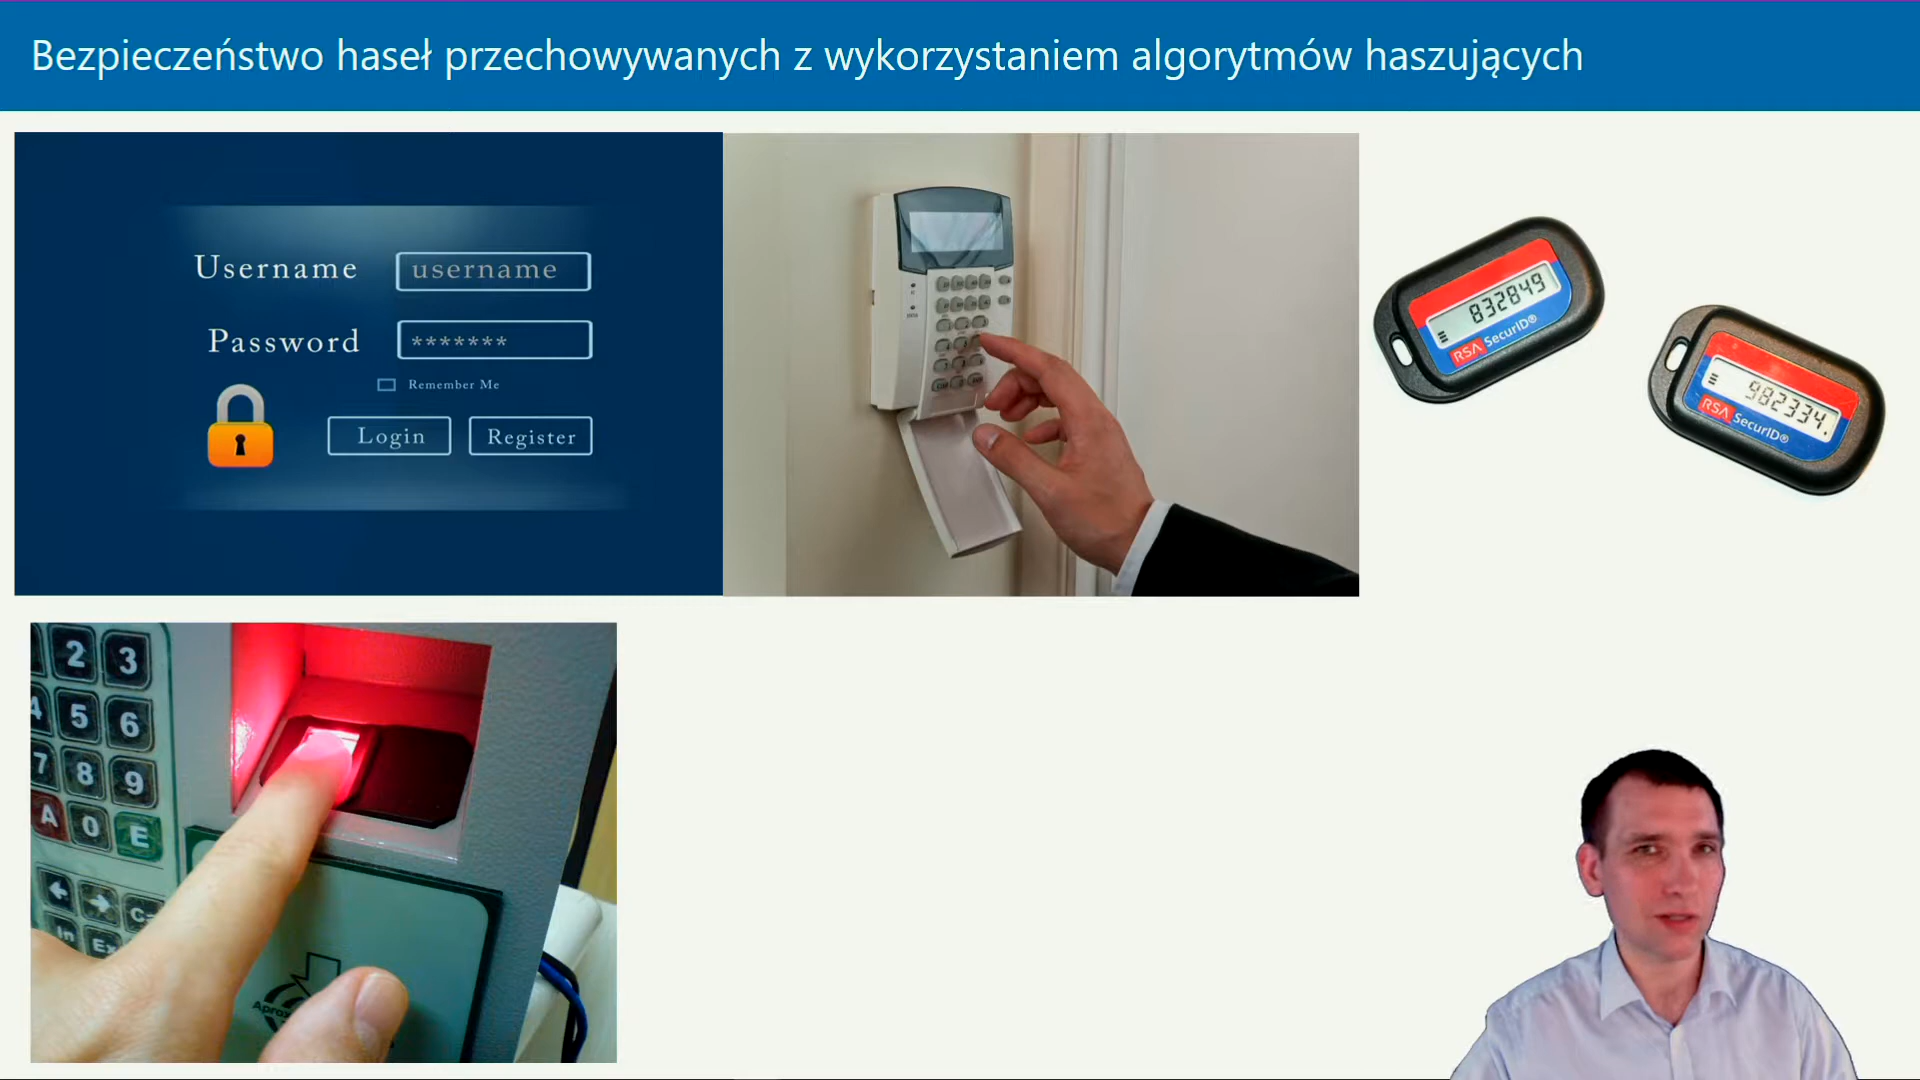 Bezpieczeństwo haseł przechowywanych z wykorzystaniem algorytmów haszujących
Username
username
Password
*******
Remember Me
Login
Register
832849
RSA SecurID®
982334.
RSA SecurID®
2 3
4 5 6
7 8 9
A 0 E
In